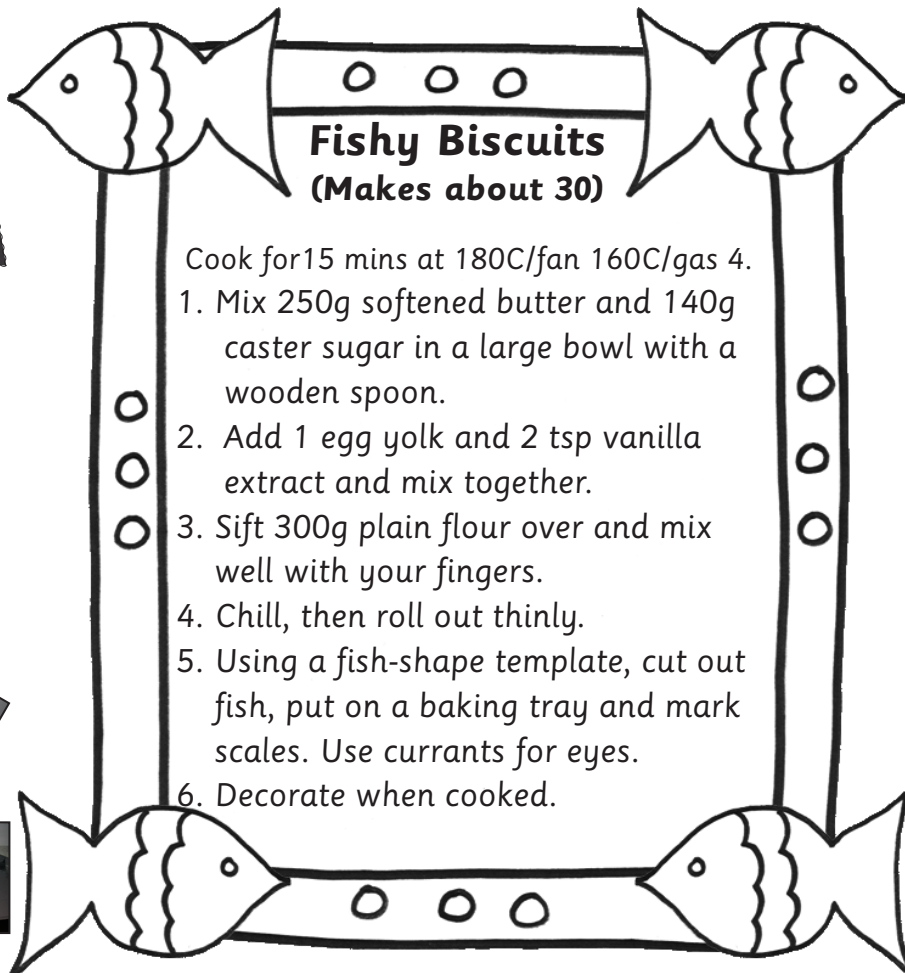 Fishy Biscuits
(Makes about 30)
Cook for15 mins at 180C/fan 160C/gas 4.
1. Mix 250g softened butter and 140g
caster sugar in a large bowl with a
wooden spoon.
2. Add 1 egg yolk and 2 tsp vanilla
extract and mix together.
3. Sift 300g plain flour over and mix
well with your fingers.
4. Chill, then roll out thinly.
5. Using a fish-shape template, cut out
fish, put on a baking tray and mark
scales. Use currants for eyes.
6. Decorate when cooked.